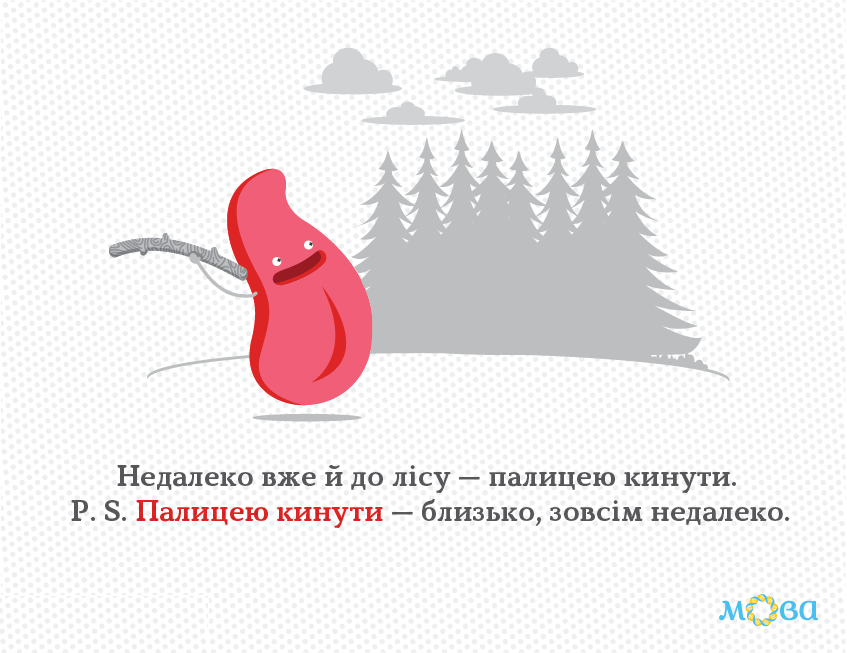 Недалеко вже й до лісу — палицею кинути.
P. S. Палицею кинути — близько, зовсім недалеко.
мова